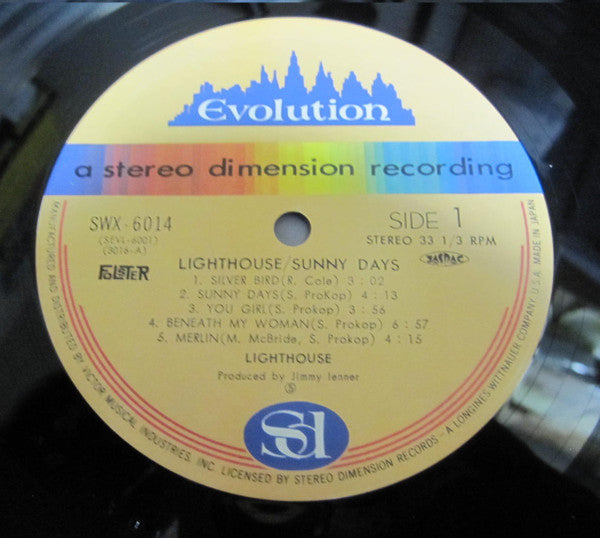 Evolution
a stereo dimension recording
SWX-6014
(SEVL-6001)
(3016-A)
SIDE 1
STEREO 33 1/3 RPM
JASRAC
FOLSTER
LIGHTHOUSE/SUNNY DAYS
1. SILVER BIRD(R. Cole) 3:02
2. SUNNY DAYS(S. ProKop) 4:13
3. YOU GIRL(S. Prokop) 3:56
4. BENEATH MY WOMAN(S. Prokop) 6:57
5. MERLIN(M. McBride, S. Prokop) 4:15
LIGHTHOUSE
Produced by Jimmy Ienner
Ⓢ
Sd
MANUFACTURED AND DISTRIBUTED BY VICTOR MUSICAL INDUSTRIES, INC. LICENSED BY STEREO DIMENSION RECORDS - A LONGINES-WITTNAUER COMPANY, U.S.A. MADE IN JAPAN